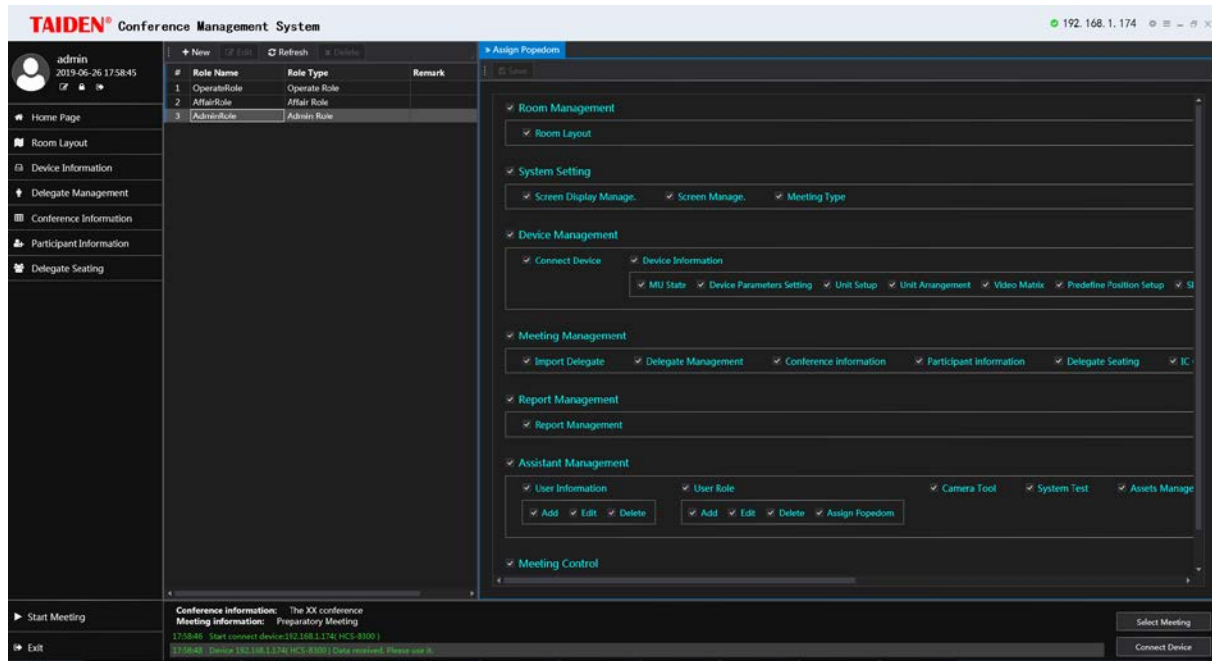 TAIDEN® Conference Management System
192.168.1.174
admin
2019-06-26 17:58:45
Home Page
Room Layout
Device Information
Delegate Management
Conference Information
Participant Information
Delegate Seating
Start Meeting
Exit
New Edit Refresh Delete
# Role Name Role Type Remark
1 OperateRole Operate Role
2 AffairRole Affair Role
3 AdminRole Admin Role
» Assign Popedom
Save
Room Management
Room Layout
System Setting
Screen Display Manage. Screen Manage. Meeting Type
Device Management
Connect Device Device Information
MU State Device Parameters Setting Unit Setup Unit Arrangement Video Matrix Predefine Position Setup
Meeting Management
Import Delegate Delegate Management Conference information Participant information Delegate Seating IC
Report Management
Report Management
Assistant Management
User Information User Role Camera Tool System Test Assets Manage
Add Edit Delete Add Edit Delete Assign Popedom
Meeting Control
Conference information: The XX conference
Meeting information: Preparatory Meeting
17:58:46 Start connect device:192.168.1.174( HCS-8300 )
17:58:48 Device 192.168.1.174( HCS-8300 ) Data received. Please use it.
Select Meeting
Connect Device